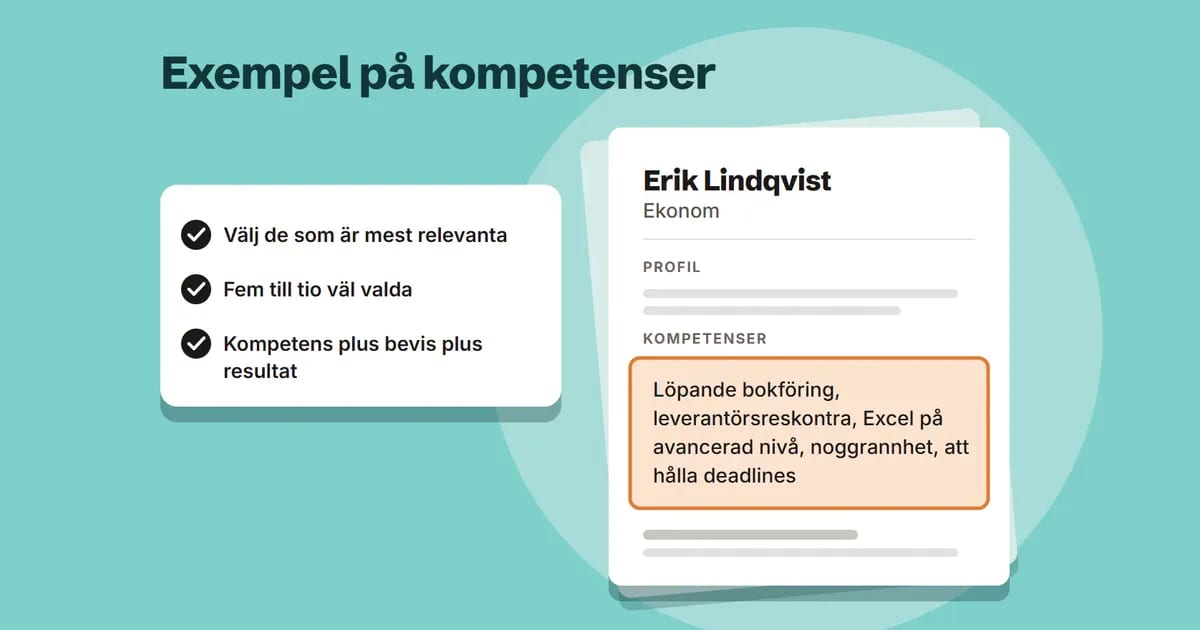 Exempel på kompetenser
Välj de som är mest relevanta
Fem till tio väl valda
Kompetens plus bevis plus
resultat
Erik Lindqvist
Ekonom
PROFIL
KOMPETENSER
Löpande bokföring,
leverantörsreskontra, Excel på
avancerad nivå, noggrannhet, att
hålla deadlines